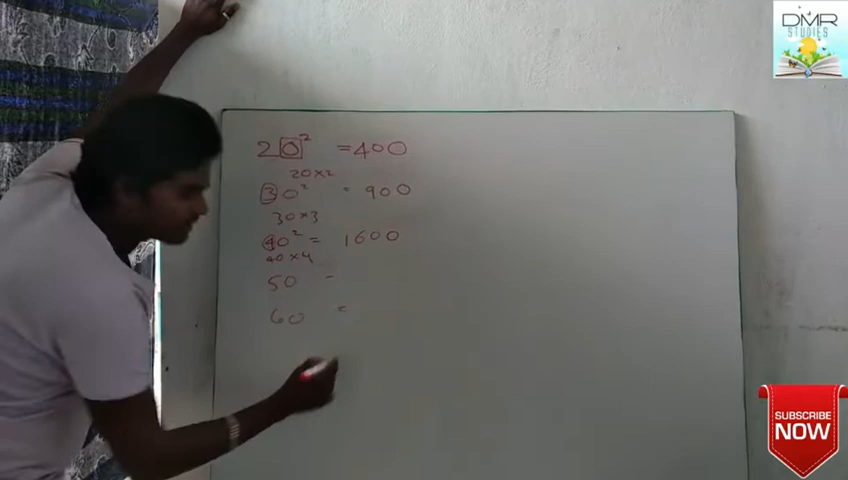 DMR
STUDIES
20² = 400
20×2
30² = 900
30×3
40² = 1600
40×4
50 -
60 =
SUBSCRIBE
NOW